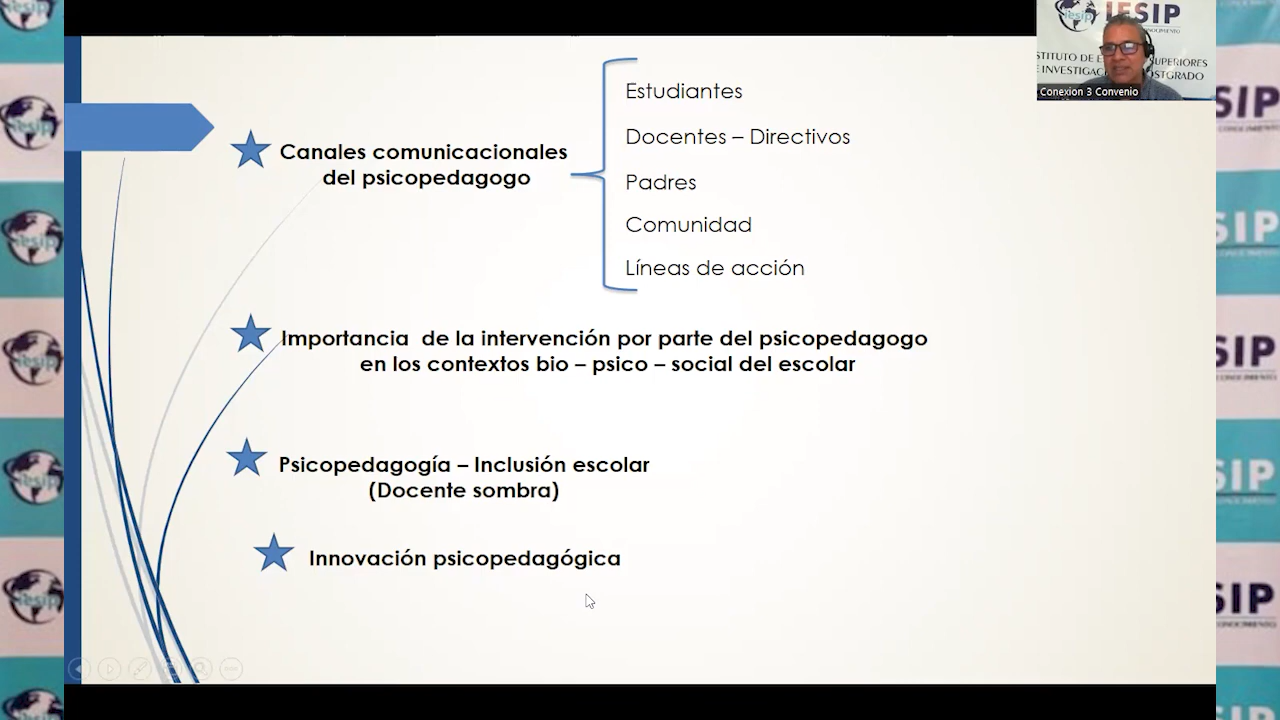 Canales comunicacionales
del psicopedagogo
Estudiantes
Docentes – Directivos
Padres
Comunidad
Líneas de acción
Importancia de la intervención por parte del psicopedagogo
en los contextos bio – psico – social del escolar
Psicopedagogía – Inclusión escolar
(Docente sombra)
Innovación psicopedagógica
iesip
IESIP
Conexion 3 Convenio